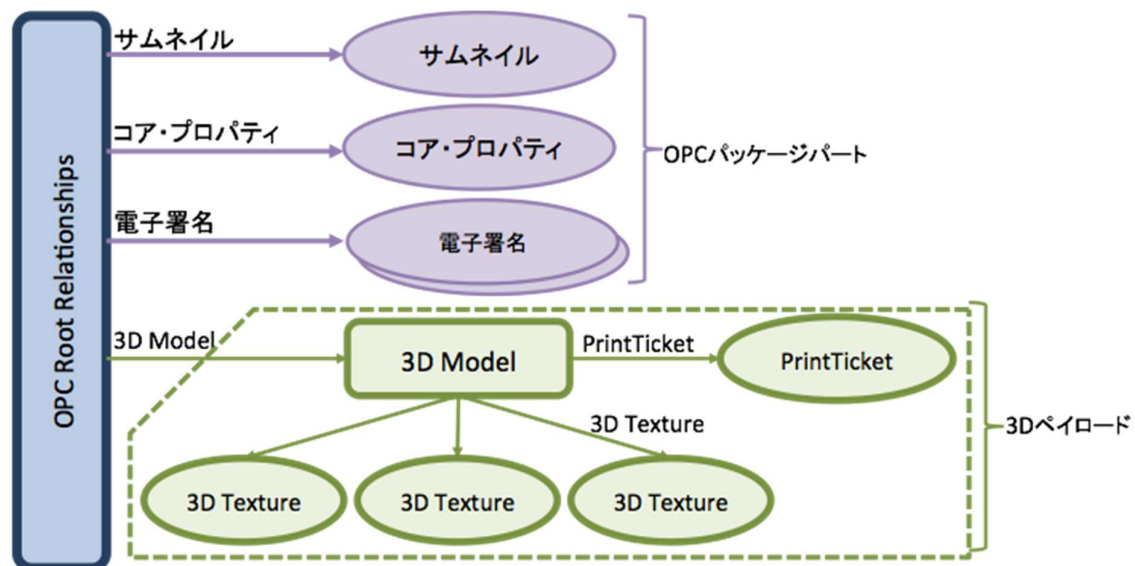 OPC Root Relationships
サムネイル
サムネイル
コア・プロパティ
コア・プロパティ
OPCパッケージパート
電子署名
電子署名
3D Model
3D Model
PrintTicket
PrintTicket
3D Texture
3Dペイロード
3D Texture
3D Texture
3D Texture